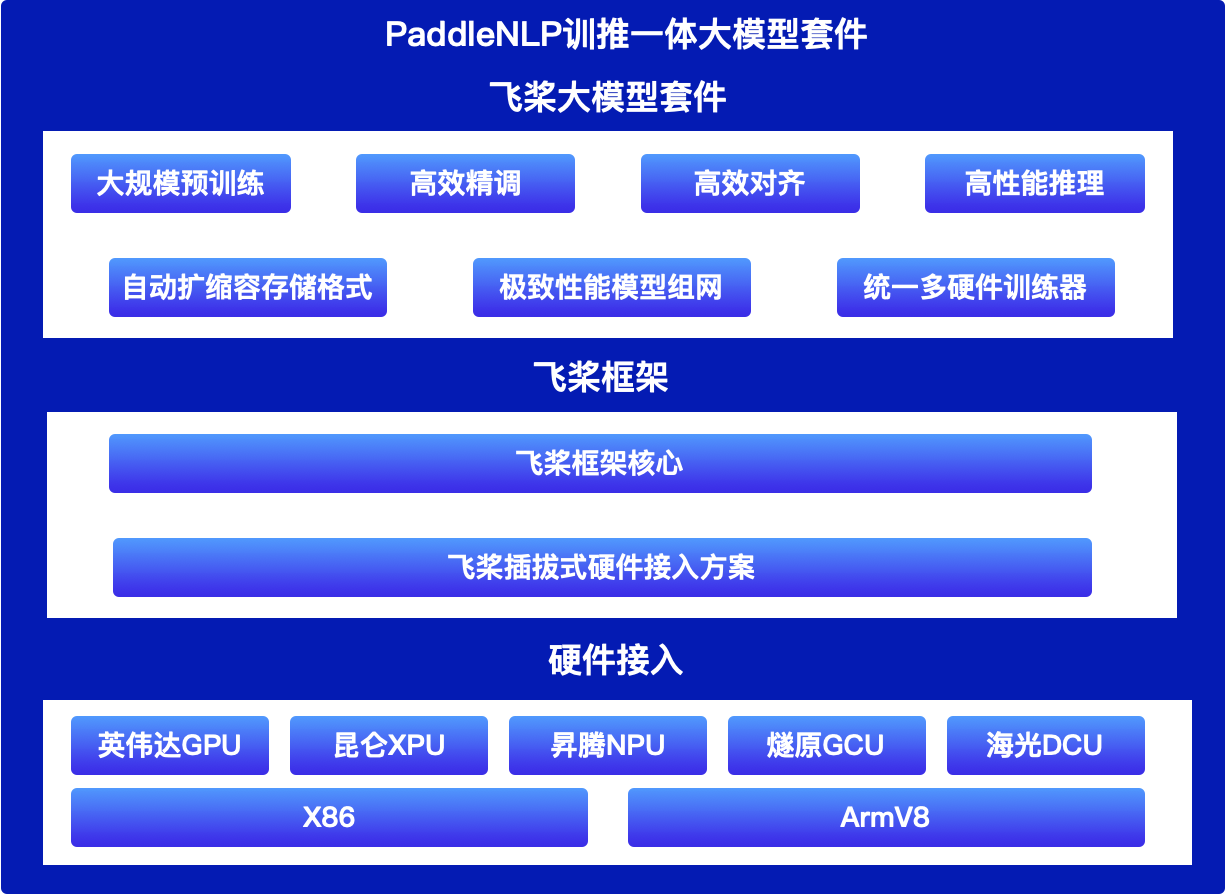 PaddleNLP训推一体大模型套件
飞桨大模型套件
大规模预训练
高效精调
高效对齐
高性能推理
自动扩缩容存储格式
极致性能模型组网
统一多硬件训练器
飞桨框架
飞桨框架核心
飞桨插拔式硬件接入方案
硬件接入
英伟达GPU
昆仑XPU
昇腾NPU
燧原GCU
海光DCU
X86
ArmV8